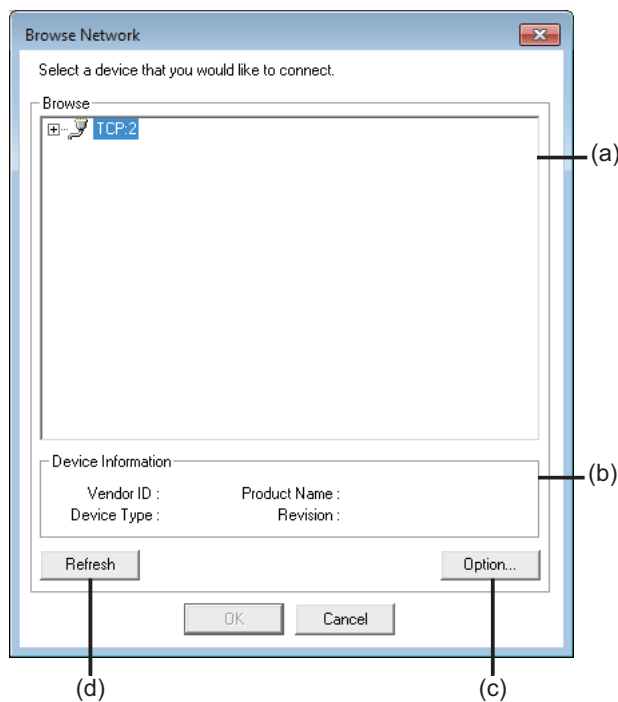 Browse Network
Select a device that you would like to connect.
Browse
TCP:2
(a)
Device Information
Vendor ID :
Product Name :
(b)
Device Type :
Revision :
Refresh
Option...
OK
Cancel
(d)
(c)